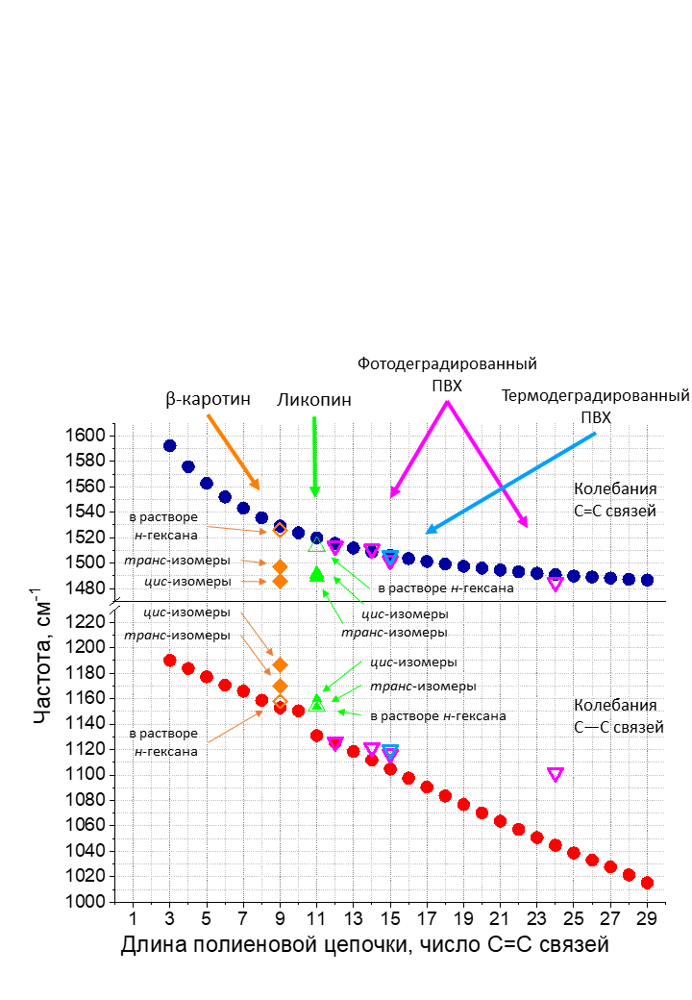 Фотодеградированный
ПВХ
β-каротин
Ликопин
Термодеградированный
ПВХ
1600
1580
1560
1540
1520
1500
1480
1220
1200
1180
1160
1140
1120
1100
1080
1060
1040
1020
1000
Частота, см-1
Колебания
С=С связей
в растворе
н-гексана
транс-изомеры
цис-изомеры
в растворе н-гексана
цис-изомеры
транс-изомеры
цис-изомеры
транс-изомеры
цис-изомеры
транс-изомеры
в растворе н-гексана
в растворе
н-гексана
Колебания
С—С связей
1 3 5 7 9 11 13 15 17 19 21 23 25 27 29
Длина полиеновой цепочки, число С=С связей